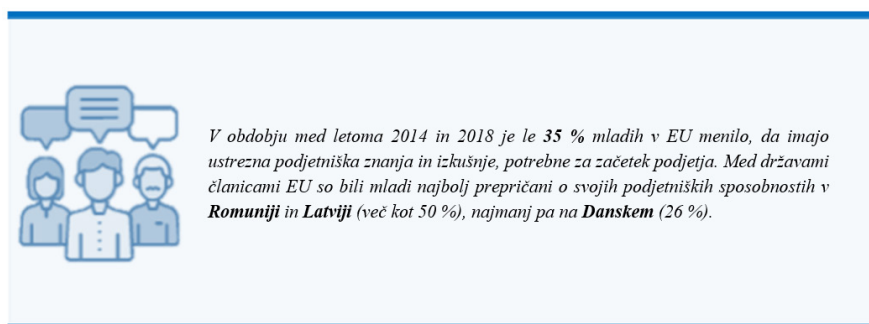 V obdobju med letoma 2014 in 2018 je le 35 % mladih v EU menilo, da imajo
ustrezna podjetniška znanja in izkušnje, potrebne za začetek podjetja. Med državami
članicami EU so bili mladi najbolj prepričani o svojih podjetniških sposobnostih v
Romuniji in Latviji (več kot 50 %), najmanj pa na Danskem (26 %).